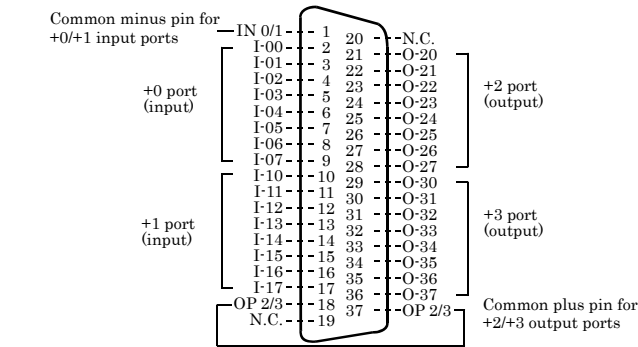 Common minus pin for
+0/+1 input ports
IN 0/1 1 20 N.C.
I-00 2 21 O-20
I-01 3 22 O-21
I-02 4 23 O-22
I-03 5 24 O-23
I-04 6 25 O-24
I-05 7 26 O-25
I-06 8 27 O-26
I-07 9 28 O-27
I-10 10 29 O-30
I-11 11 30 O-31
I-12 12 31 O-32
I-13 13 32 O-33
I-14 14 33 O-34
I-15 15 34 O-35
I-16 16 35 O-36
I-17 17 36 O-37
OP 2/3 18 37 OP 2/3
N.C. 19
+0 port
(input)
+1 port
(input)
+2 port
(output)
+3 port
(output)
Common plus pin for
+2/+3 output ports